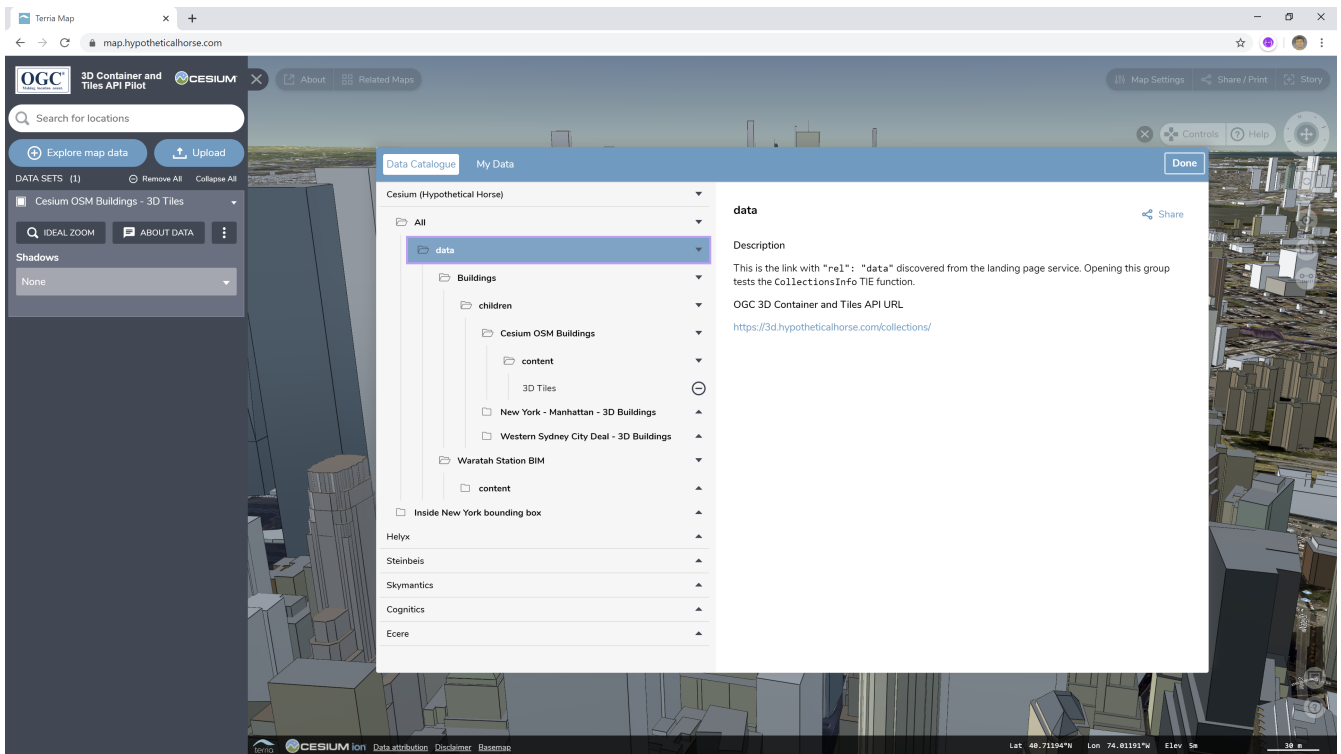 Terria Map
map.hypotheticalhorse.com
OGC®
Making location count.
3D Container and
Tiles API Pilot
CESIUM
About
Related Maps
Map Settings
Share / Print
Story
Search for locations
Explore map data
Upload
Controls
Help
DATA SETS (1)
Remove All
Collapse All
Cesium OSM Buildings - 3D Tiles
IDEAL ZOOM
ABOUT DATA
Shadows
None
Data Catalogue
My Data
Done
Cesium (Hypothetical Horse)
All
data
Buildings
children
Cesium OSM Buildings
content
3D Tiles
New York - Manhattan - 3D Buildings
Western Sydney City Deal - 3D Buildings
Waratah Station BIM
content
Inside New York bounding box
Helyx
Steinbeis
Skymantics
Cognitics
Ecere
data
Share
Description
This is the link with "rel": "data" discovered from the landing page service. Opening this group
tests the CollectionsInfo TIE function.
OGC 3D Container and Tiles API URL
https://3d.hypotheticalhorse.com/collections/
terria
CESIUM ion
Data attribution
Disclaimer
Basemap
Lat 40.71194°N Lon 74.01191°W Elev 5m
30 m